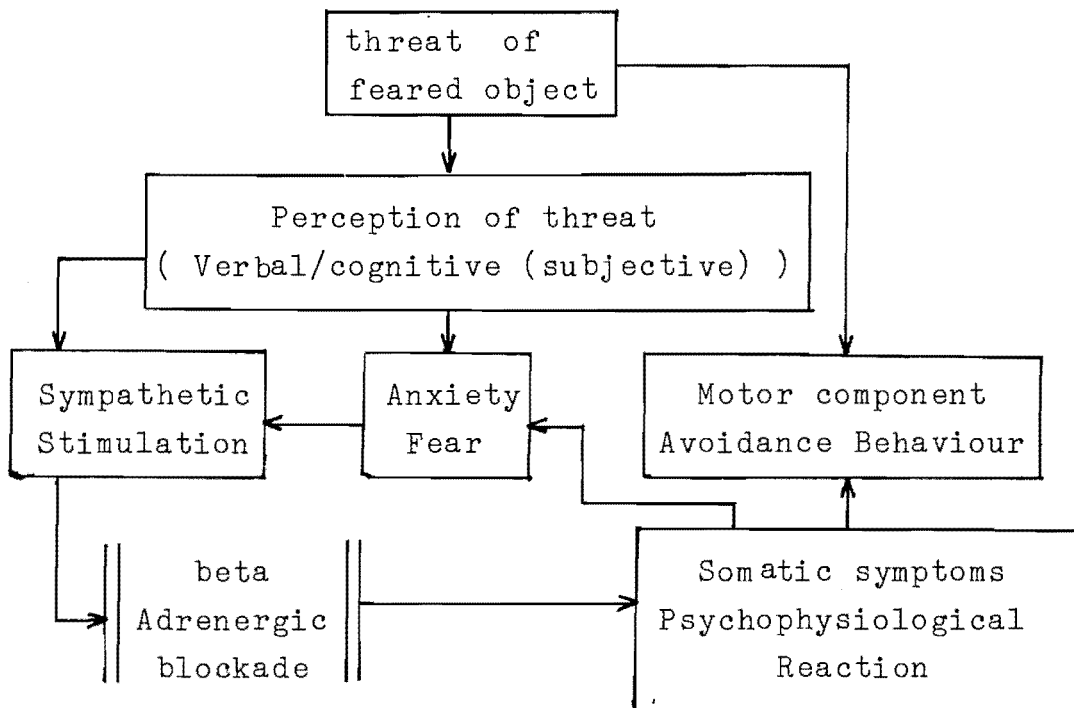 threat of
feared object
Perception of threat
( Verbal/cognitive (subjective) )
Sympathetic
Stimulation
Anxiety
Fear
Motor component
Avoidance Behaviour
beta
Adrenergic
blockade
Somatic symptoms
Psychophysiological
Reaction